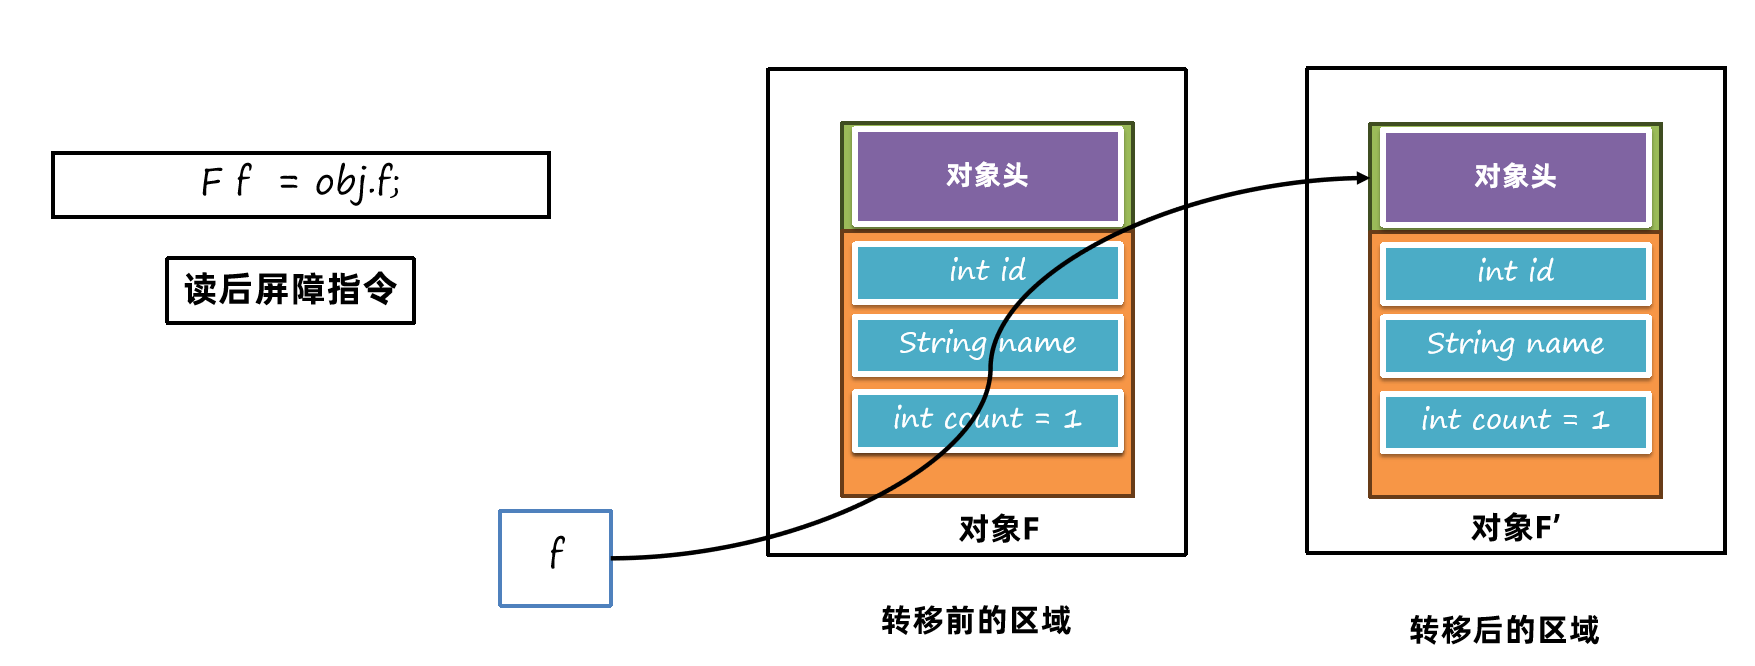 F f = obj.f;
读后屏障指令
f
对象头
int id
String name
int count = 1
对象F
转移前的区域
对象头
int id
String name
int count = 1
对象F’
转移后的区域